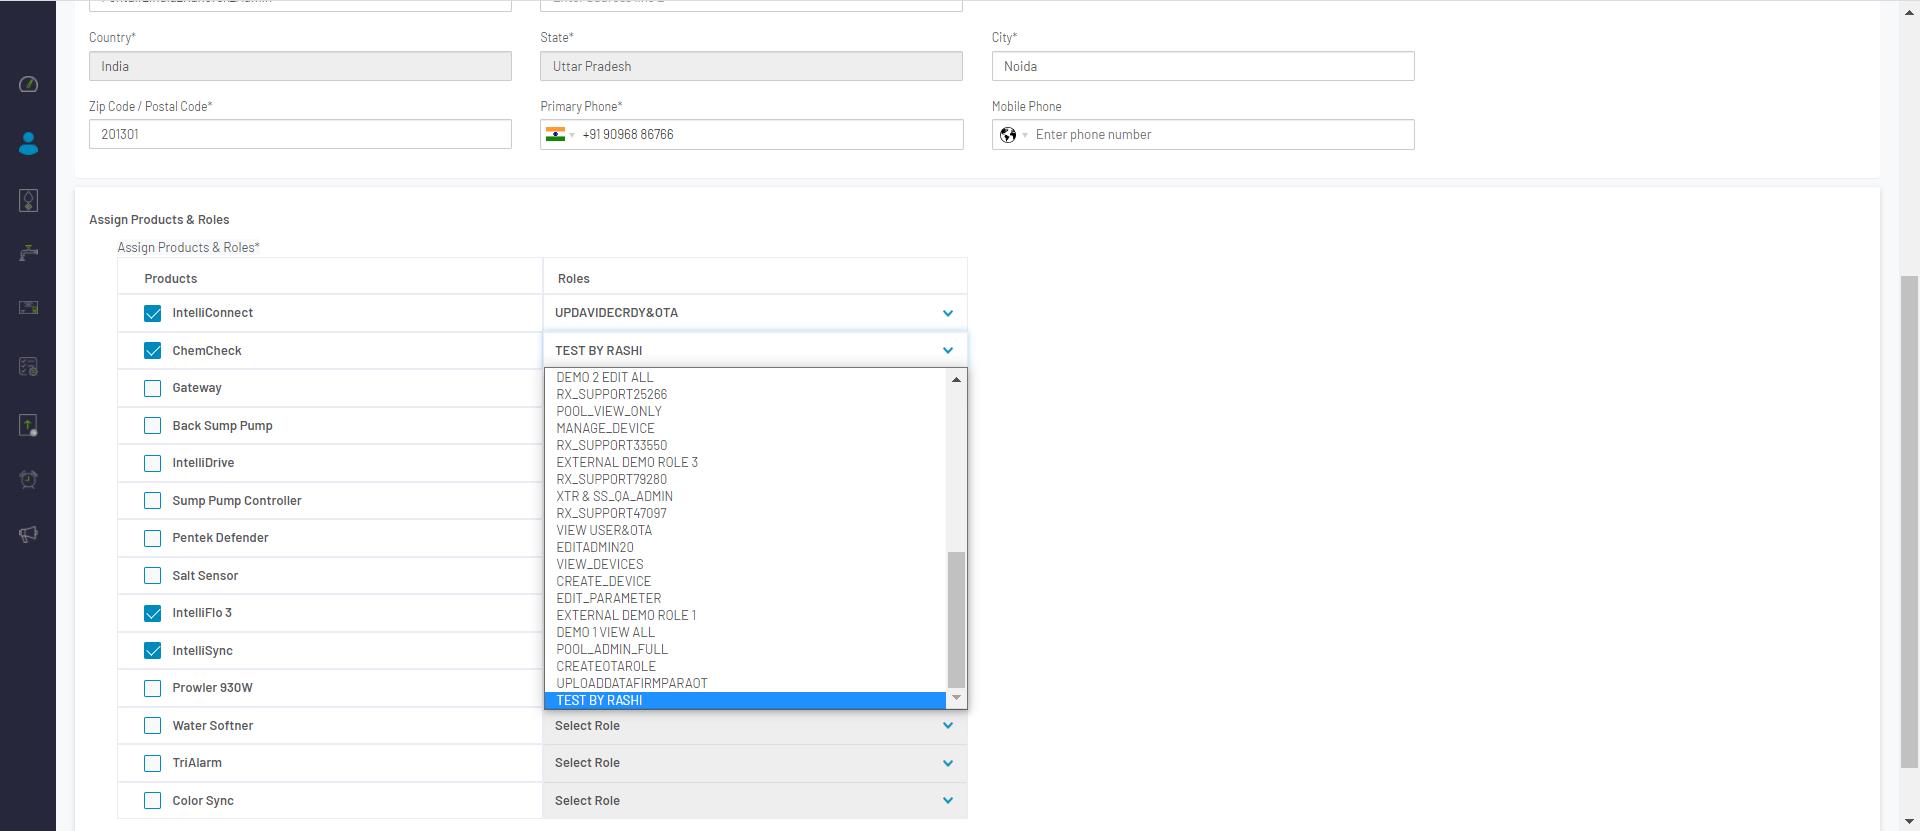 Country*
State*
City*
India
Uttar Pradesh
Noida
Zip Code / Postal Code*
Primary Phone*
Mobile Phone
201301
+91 90968 86766
Enter phone number
Assign Products & Roles
Assign Products & Roles*
Products
Roles
IntelliConnect
UPDAVIDECRDY&OTA
ChemCheck
TEST BY RASHI
Gateway
Back Sump Pump
IntelliDrive
Sump Pump Controller
Pentek Defender
Salt Sensor
IntelliFlo 3
IntelliSync
Prowler 930W
DEMO 2 EDIT ALL
RX_SUPPORT25266
POOL_VIEW_ONLY
MANAGE_DEVICE
RX_SUPPORT33550
EXTERNAL DEMO ROLE 3
RX_SUPPORT79280
XTR & SS_QA_ADMIN
RX_SUPPORT47097
VIEW USER&OTA
EDITADMIN20
VIEW_DEVICES
CREATE_DEVICE
EDIT_PARAMETER
EXTERNAL DEMO ROLE 1
DEMO 1 VIEW ALL
POOL_ADMIN_FULL
CREATEOTAROLE
UPLOADDATAFIRMPARAOT
TEST BY RASHI
Water Softner
Select Role
TriAlarm
Select Role
Color Sync
Select Role